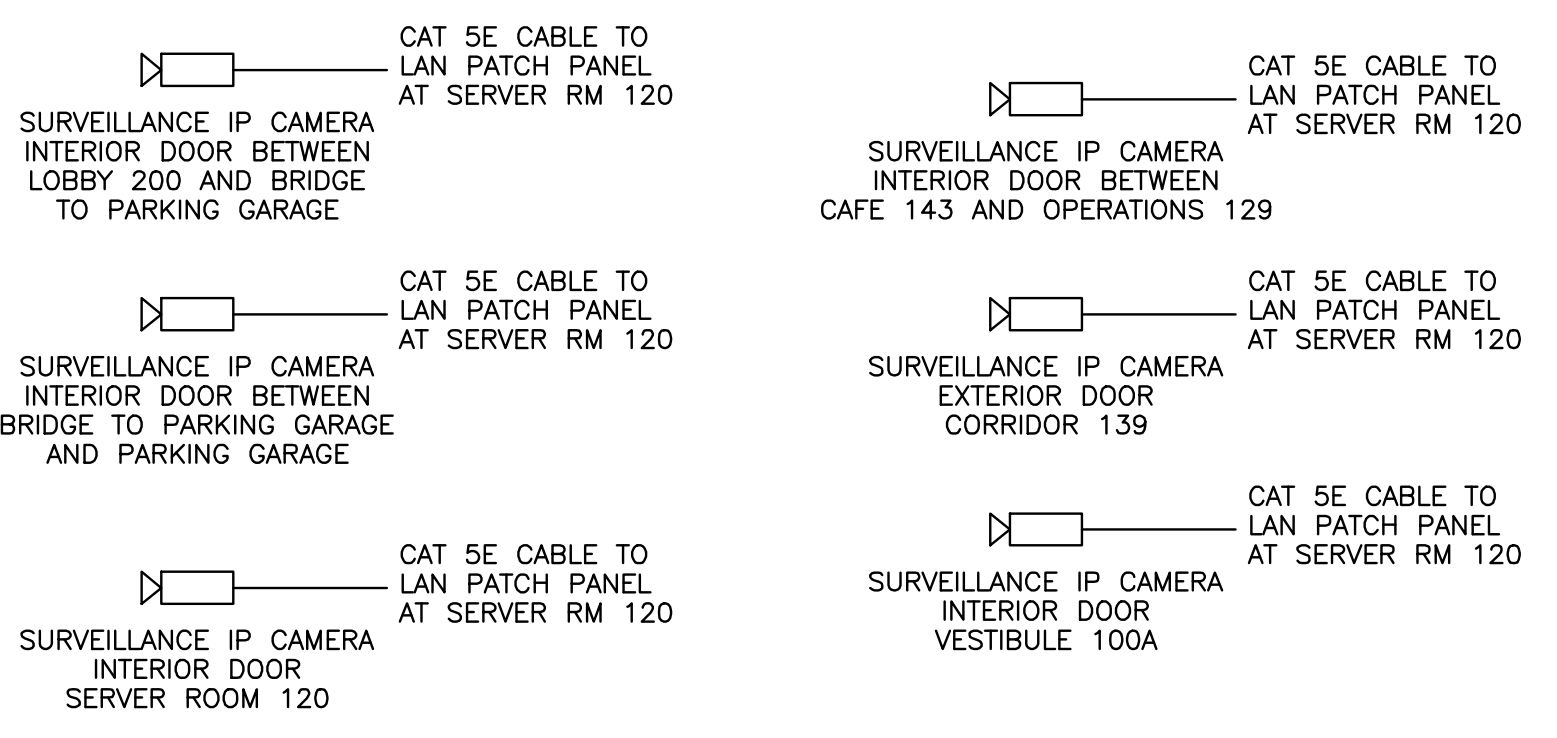 CAT 5E CABLE TO
LAN PATCH PANEL
AT SERVER RM 120
SURVEILLANCE IP CAMERA
INTERIOR DOOR BETWEEN
LOBBY 200 AND BRIDGE
TO PARKING GARAGE
CAT 5E CABLE TO
LAN PATCH PANEL
AT SERVER RM 120
SURVEILLANCE IP CAMERA
INTERIOR DOOR BETWEEN
BRIDGE TO PARKING GARAGE
AND PARKING GARAGE
CAT 5E CABLE TO
LAN PATCH PANEL
AT SERVER RM 120
SURVEILLANCE IP CAMERA
INTERIOR DOOR
SERVER ROOM 120
CAT 5E CABLE TO
LAN PATCH PANEL
AT SERVER RM 120
SURVEILLANCE IP CAMERA
INTERIOR DOOR BETWEEN
CAFE 143 AND OPERATIONS 129
CAT 5E CABLE TO
LAN PATCH PANEL
AT SERVER RM 120
SURVEILLANCE IP CAMERA
EXTERIOR DOOR
CORRIDOR 139
CAT 5E CABLE TO
LAN PATCH PANEL
AT SERVER RM 120
SURVEILLANCE IP CAMERA
INTERIOR DOOR
VESTIBULE 100A